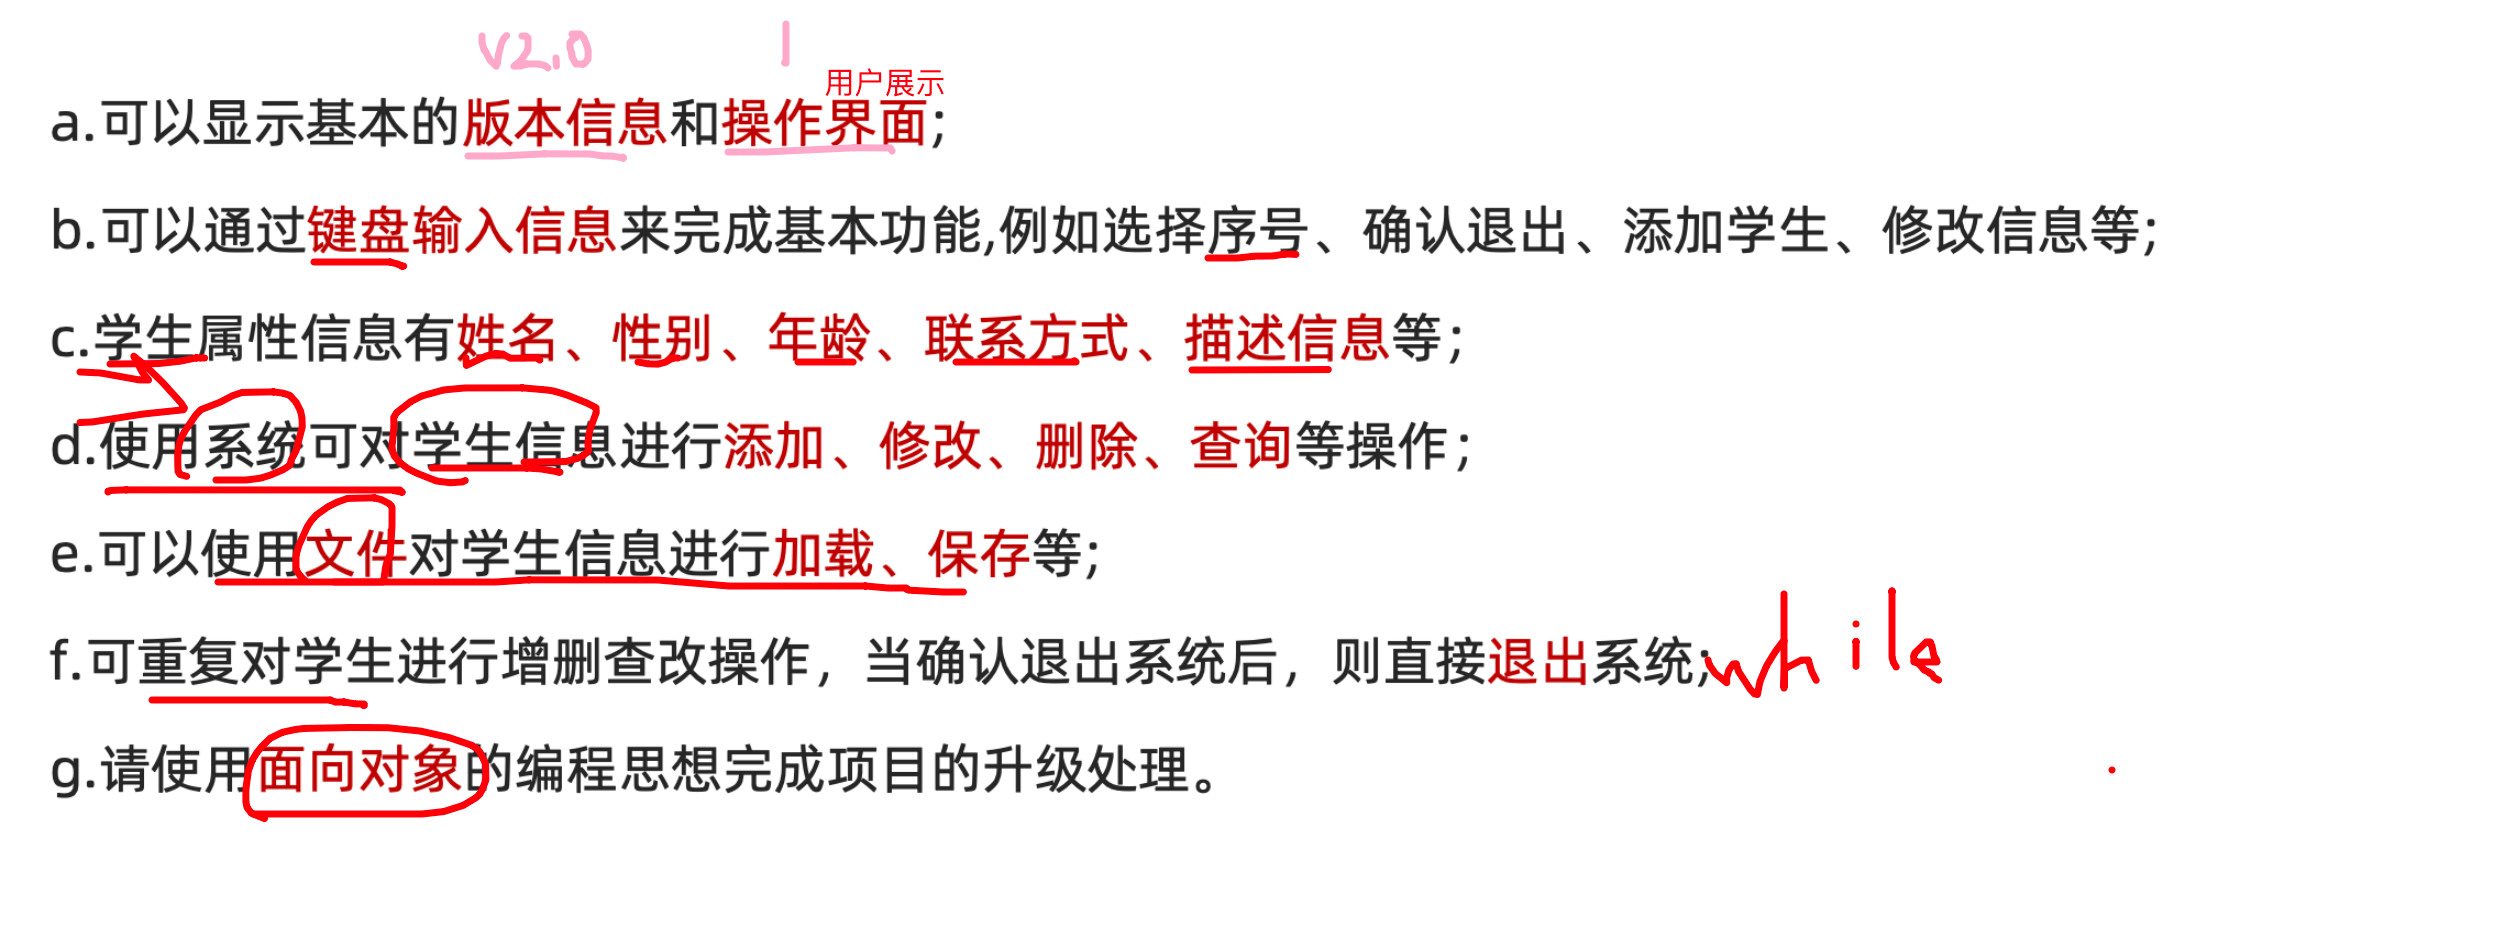 v2.0 1
用户展示
a.可以显示基本的版本信息和操作界面;
b.可以通过键盘输入信息来完成基本功能,例如选择序号、确认退出、添加学生、修改信息等;
c.学生属性信息有姓名、性别、年龄、联系方式、描述信息等;
d.使用系统可对学生信息进行添加、修改、删除、查询等操作;
e.可以使用文件对学生信息进行加载、保存等;
f.可重复对学生进行增删查改操作，当确认退出系统后，则直接退出系统; while
g.请使用面向对象的编程思想完成项目的升级处理。